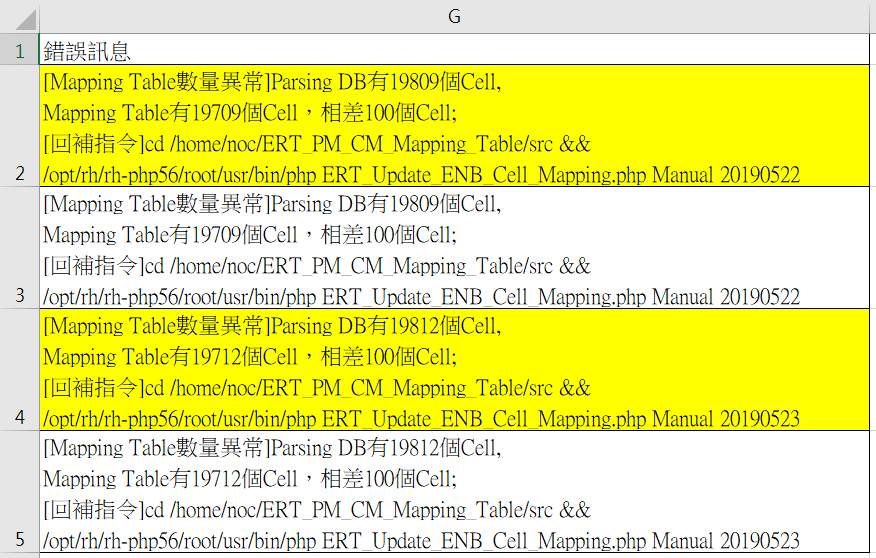 G
1
錯誤訊息
[Mapping Table數量異常]Parsing DB有19809個Cell,
Mapping Table有19709個Cell，相差100個Cell;
[回補指令]cd /home/noc/ERT_PM_CM_Mapping_Table/src &&
2
/opt/rh/rh-php56/root/usr/bin/php ERT_Update_ENB_Cell_Mapping.php Manual 20190522
[Mapping Table數量異常]Parsing DB有19809個Cell,
Mapping Table有19709個Cell，相差100個Cell;
[回補指令]cd /home/noc/ERT_PM_CM_Mapping_Table/src &&
3
/opt/rh/rh-php56/root/usr/bin/php ERT_Update_ENB_Cell_Mapping.php Manual 20190522
[Mapping Table數量異常]Parsing DB有19812個Cell,
Mapping Table有19712個Cell，相差100個Cell;
[回補指令]cd /home/noc/ERT_PM_CM_Mapping_Table/src &&
4
/opt/rh/rh-php56/root/usr/bin/php ERT_Update_ENB_Cell_Mapping.php Manual 20190523
[Mapping Table數量異常]Parsing DB有19812個Cell,
Mapping Table有19712個Cell，相差100個Cell;
[回補指令]cd /home/noc/ERT_PM_CM_Mapping_Table/src &&
5
/opt/rh/rh-php56/root/usr/bin/php ERT_Update_ENB_Cell_Mapping.php Manual 20190523